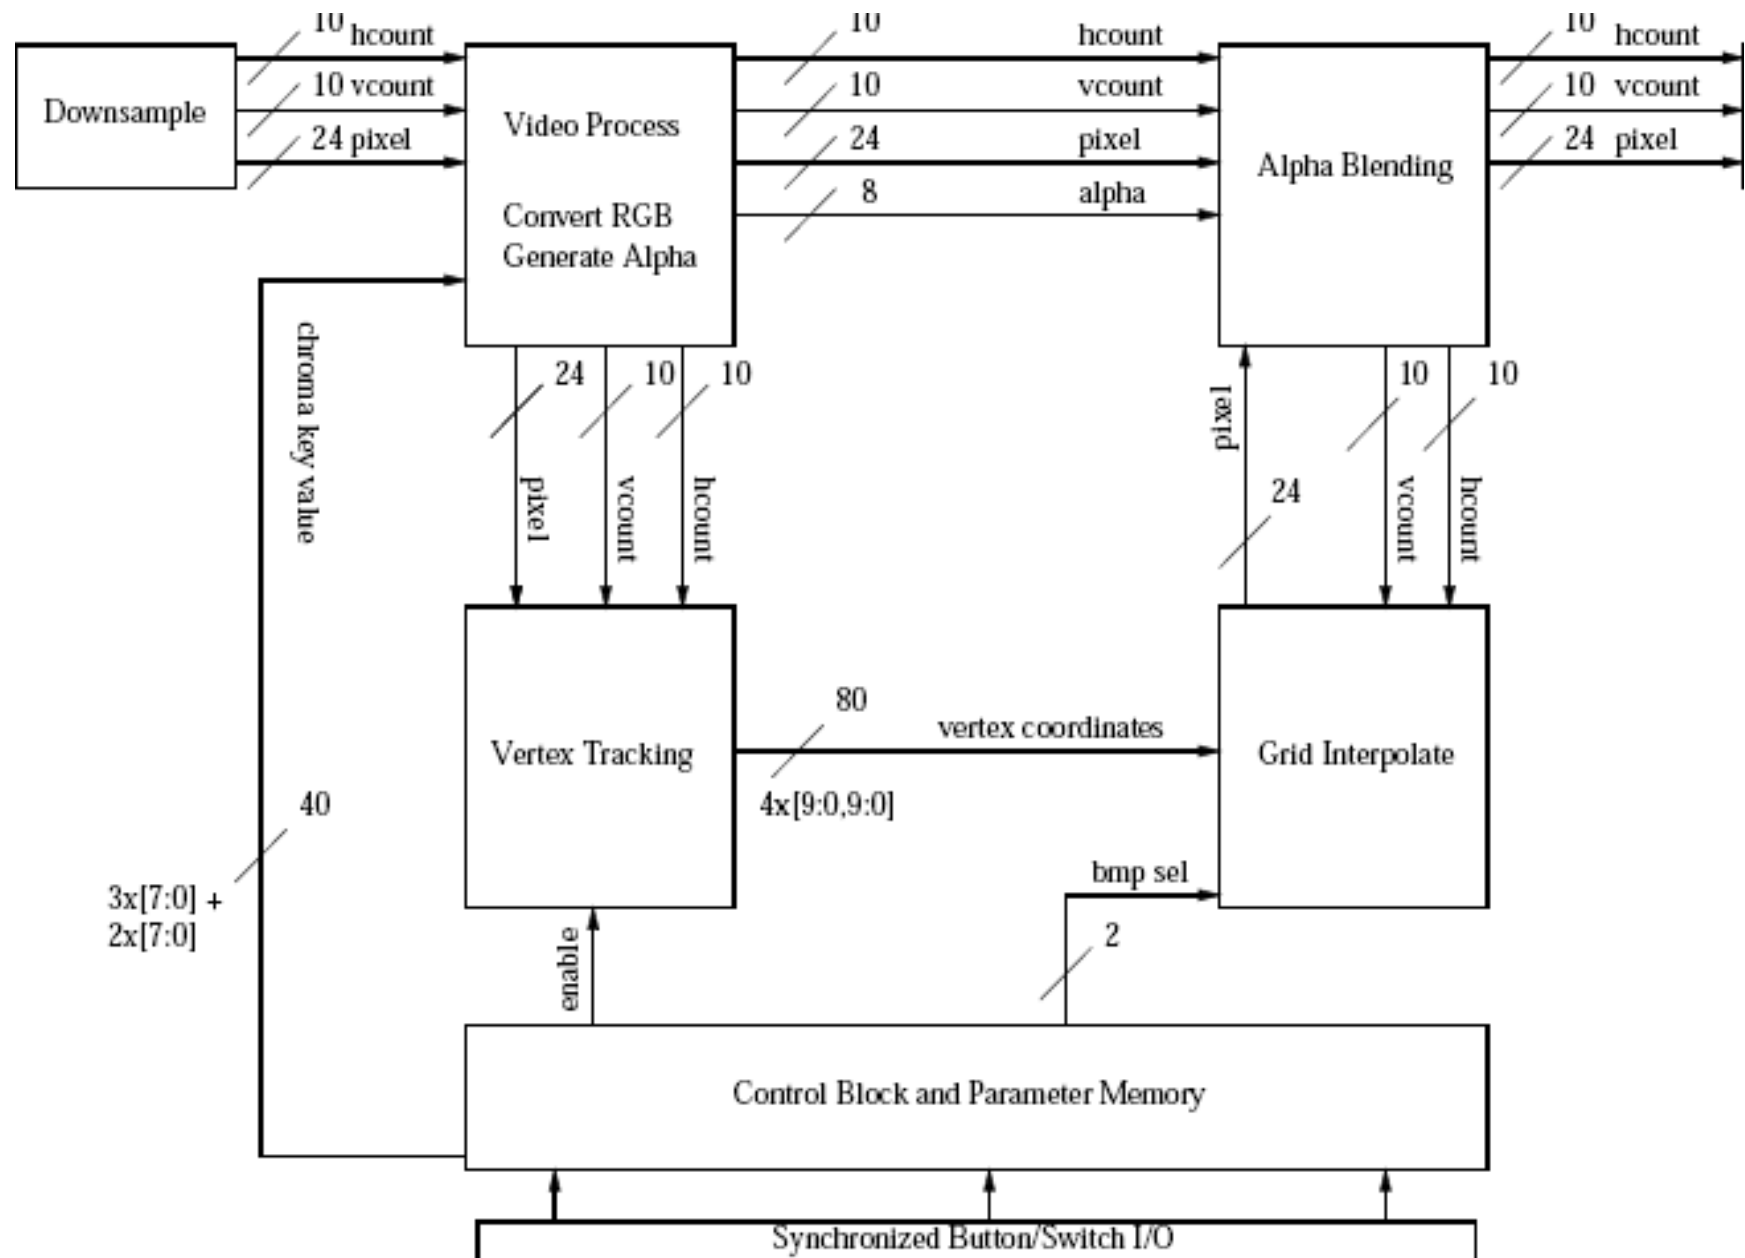 10 hcount
10 hcount
10 hcount
10 vcount
10 vcount
10 vcount
24 pixel
24 pixel
24 pixel
8 alpha
Downsample
Video Process
Convert RGB
Generate Alpha
Alpha Blending
chroma key value
24
10
10
pixel
vcount
hcount
pixel
24
10
10
vcount
hcount
Vertex Tracking
80
vertex coordinates
4x[9:0,9:0]
Grid Interpolate
40
3x[7:0] +
2x[7:0]
bmp sel
2
enable
Control Block and Parameter Memory
Synchronized Button/Switch I/O